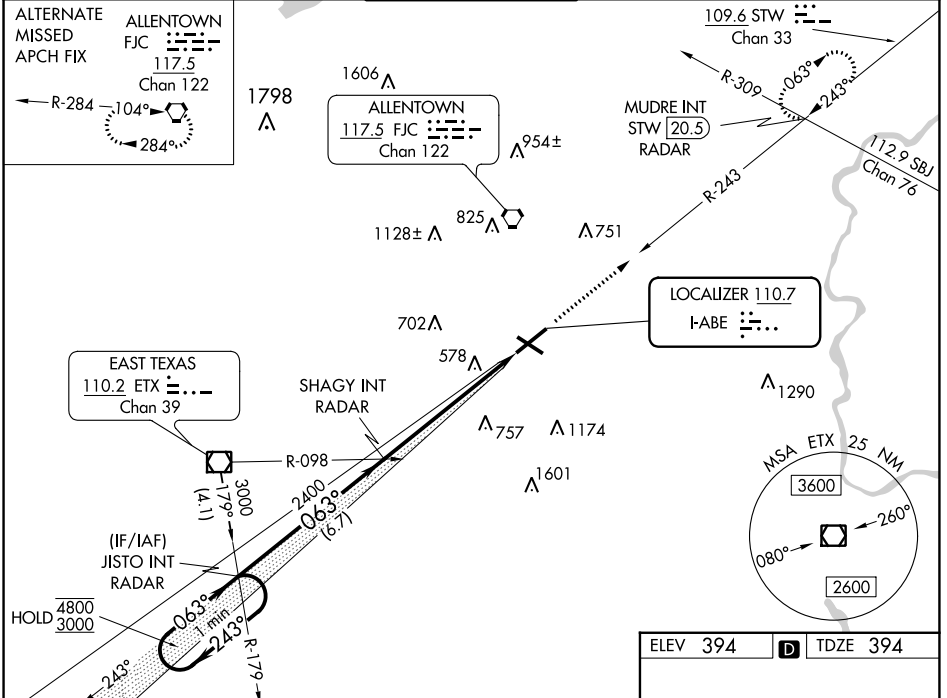 ALTERNATE
MISSED
APCH FIX
ALLENTOWN
FJC
117.5
Chan 122
R-284
104°
284°
1798
1606
ALLENTOWN
117.5 FJC
Chan 122
954±
825
1128±
751
109.6 STW
Chan 33
R-309
063°
243°
MUDRE INT
STW 20.5
RADAR
112.9 SBJ
Chan 76
R-243
LOCALIZER 110.7
I-ABE
702
578
EAST TEXAS
110.2 ETX
Chan 39
SHAGY INT
RADAR
1290
757
1174
1601
R-098
3000
179°
(4.1)
2400
063°
(6.7)
(IF/IAF)
JISTO INT
RADAR
HOLD 4800
3000
063°
1 min
243°
R-179
243°
MSA ETX 25 NM
3600
260°
080°
2600
ELEV 394 D TDZE 394